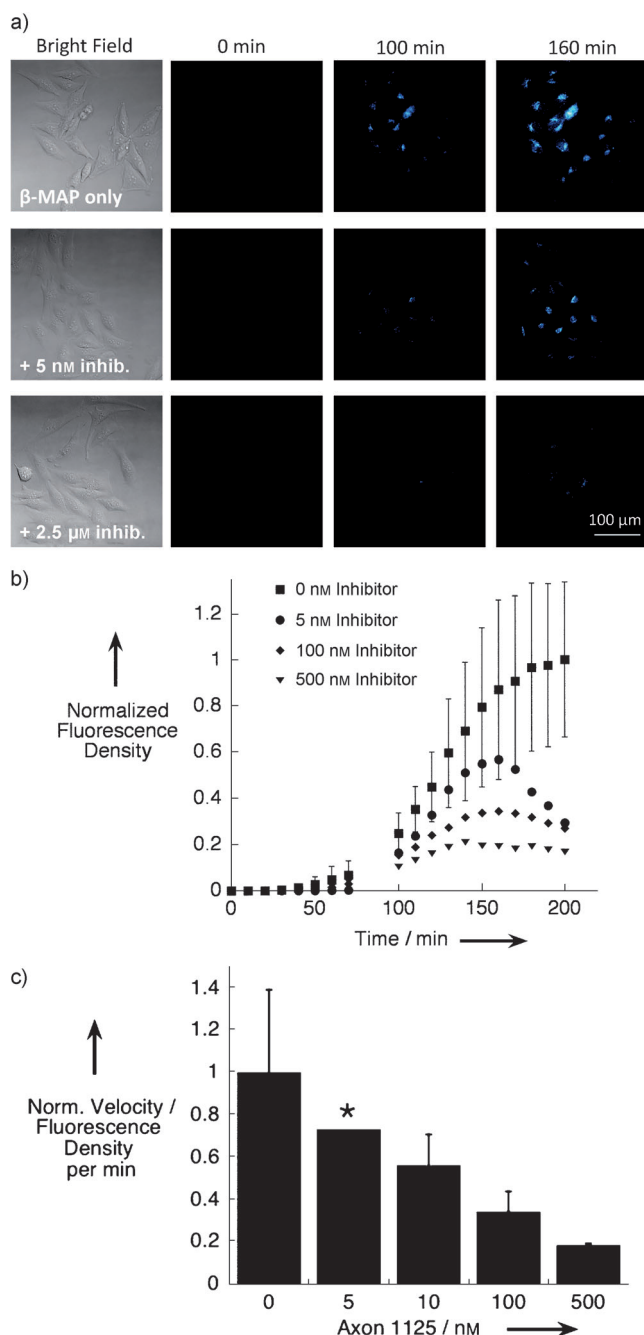 a)
Bright Field 0 min 100 min 160 min
β-MAP only
+ 5 nM inhib.
+ 2.5 µM inhib.
100 µm
b)
1.2
1
0.8
0.6
0.4
0.2
0
Normalized
Fluorescence
Density
0 nM Inhibitor
5 nM Inhibitor
100 nM Inhibitor
500 nM Inhibitor
0 50 100 150 200
Time / min
c)
1.4
1.2
1
0.8
0.6
0.4
0.2
0
Norm. Velocity /
Fluorescence
Density
per min
*
0 5 10 100 500
Axon 1125 / nM